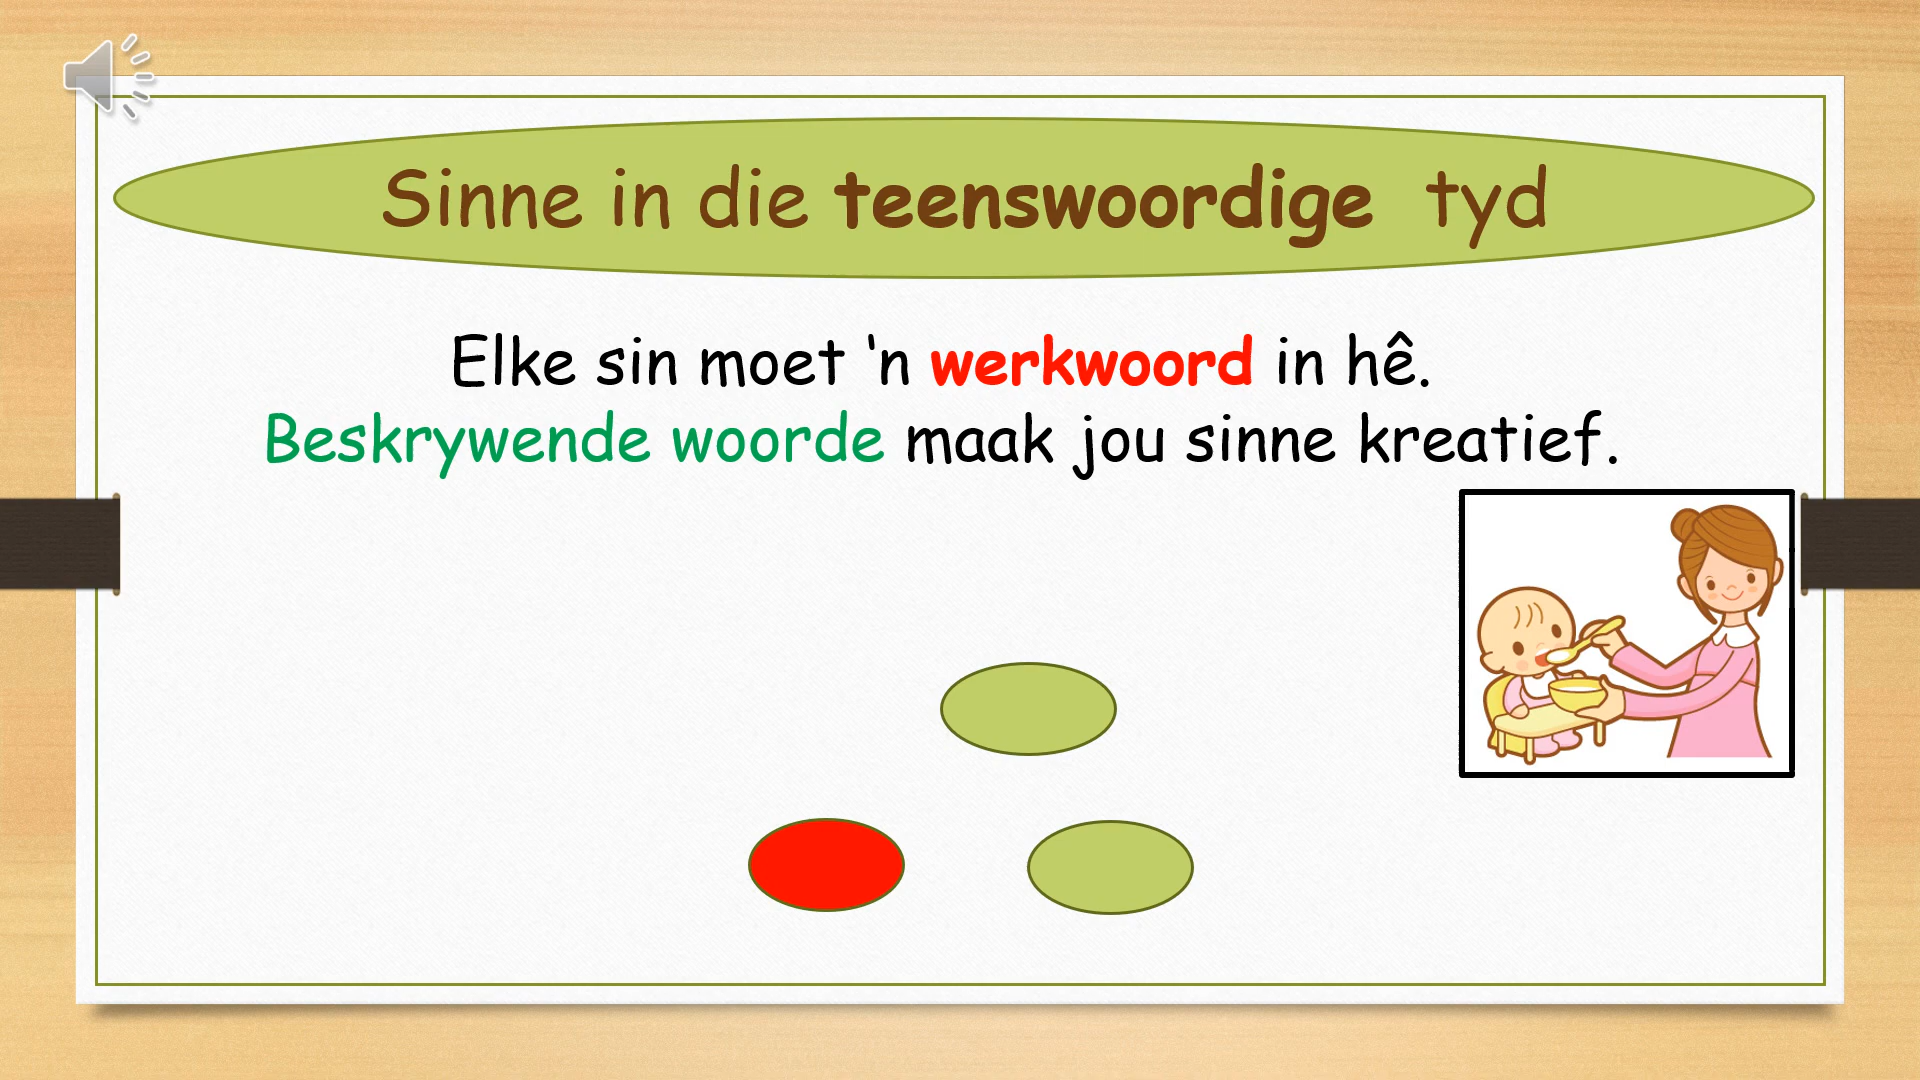 Sinne in die teenswoordige tyd
Elke sin moet ‘n werkwoord in hê.
Beskrywende woorde maak jou sinne kreatief.